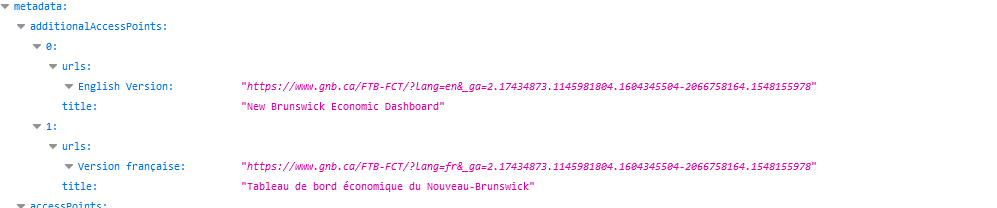 metadata:
additionalAccessPoints:
0:
urls:
English Version: "https://www.gnb.ca/FTB-FCT/?lang=en&_ga=2.17434873.1145981804.1604345504-2066758164.1548155978"
title: "New Brunswick Economic Dashboard"
1:
urls:
Version française: "https://www.gnb.ca/FTB-FCT/?lang=fr&_ga=2.17434873.1145981804.1604345504-2066758164.1548155978"
title: "Tableau de bord économique du Nouveau-Brunswick"
accessPoints: